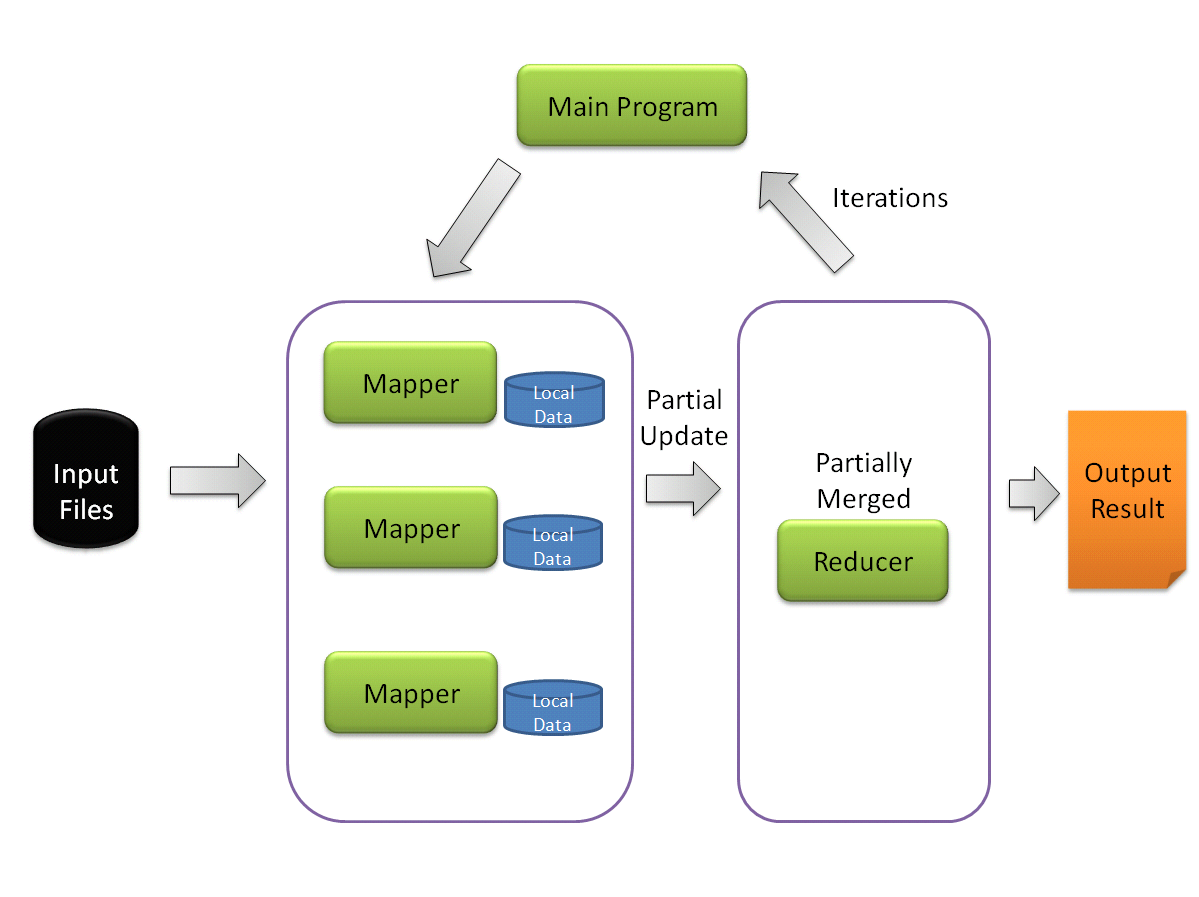 Main Program
Iterations
Mapper
Local
Data
Partial
Update
Input
Files
Mapper
Local
Data
Partially
Merged
Reducer
Output
Result
Mapper
Local
Data